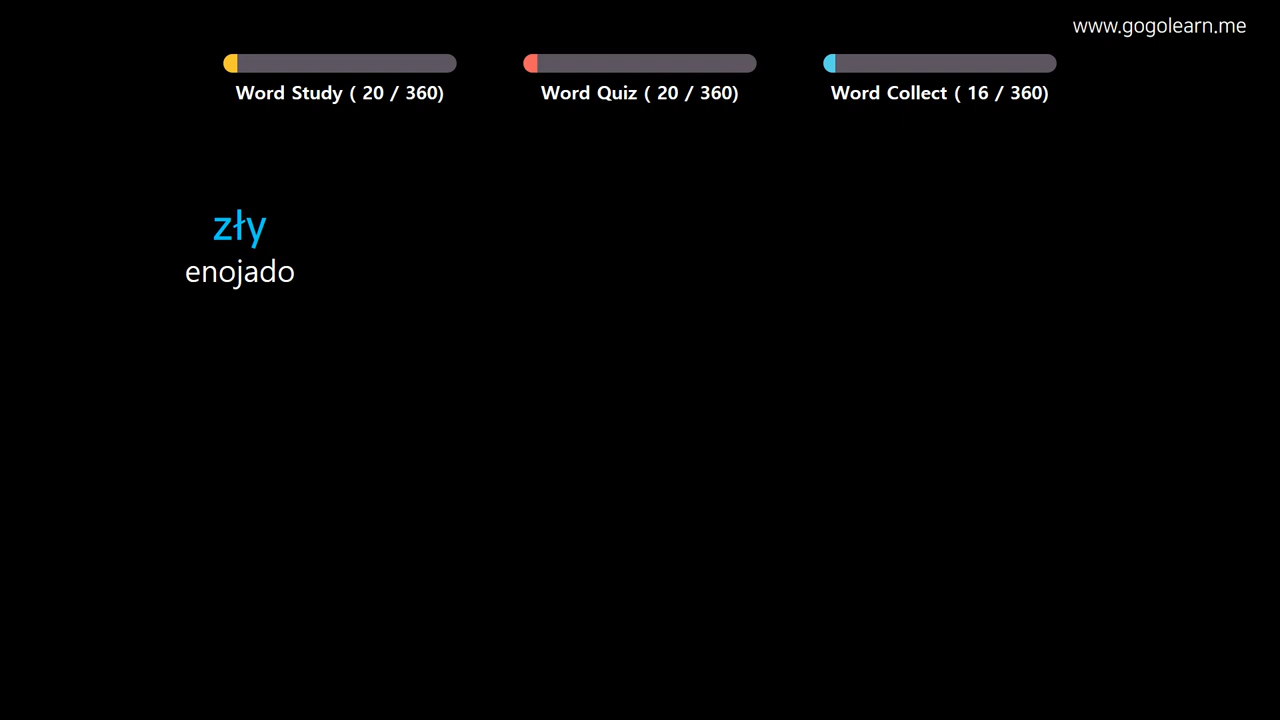 www.gogolearn.me
Word Study ( 20 / 360)
Word Quiz ( 20 / 360)
Word Collect ( 16 / 360)
zły
enojado